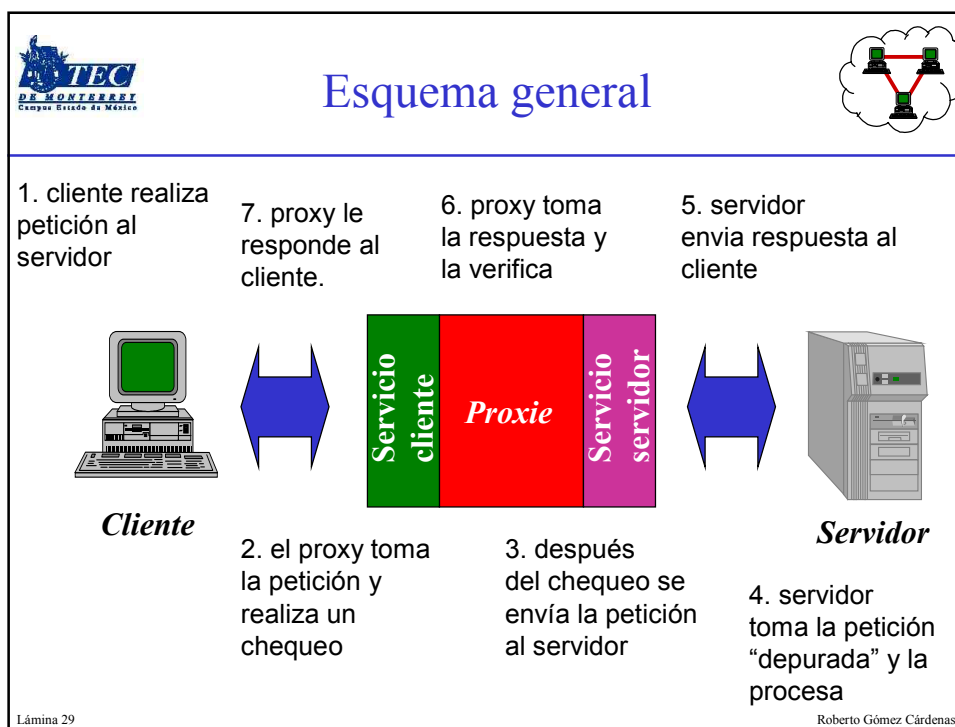 TEC
DE MONTERREY
Campus Estado de México
Esquema general
1. cliente realiza
petición al
servidor
7. proxy le
responde al
cliente.
6. proxy toma
la respuesta y
la verifica
5. servidor
envia respuesta al
cliente
Servicio
cliente
Proxie
Servicio
servidor
Cliente
Servidor
2. el proxy toma
la petición y
realiza un
chequeo
3. después
del chequeo se
envía la petición
al servidor
4. servidor
toma la petición
“depurada” y la
procesa
Lámina 29
Roberto Gómez Cárdenas